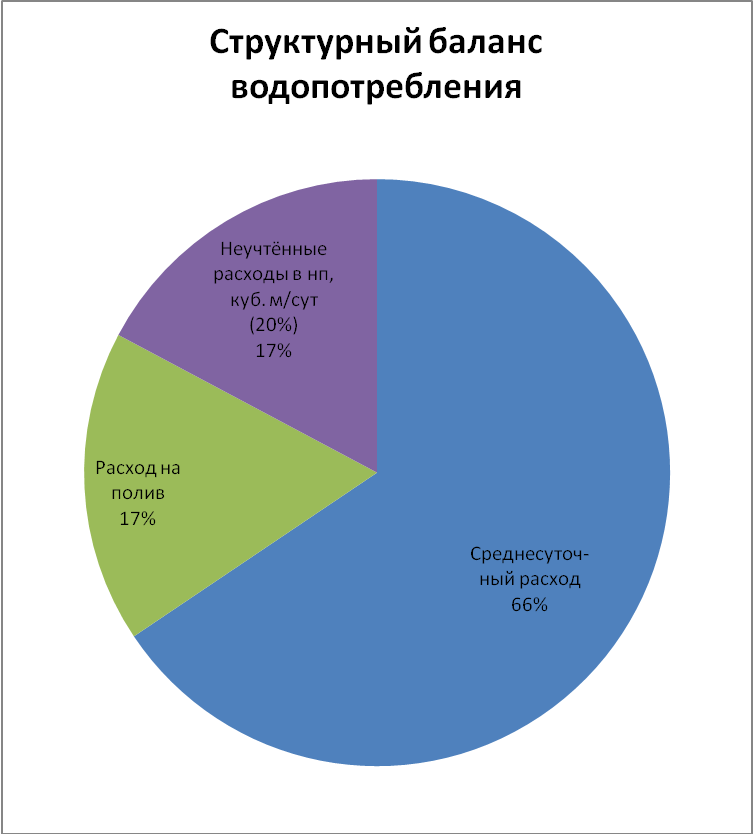 Структурный баланс
водопотребления
Неучтённые
расходы в нп,
куб. м/сут
(20%)
17%
Расход на
полив
17%
Среднесуточ-
ный расход
66%